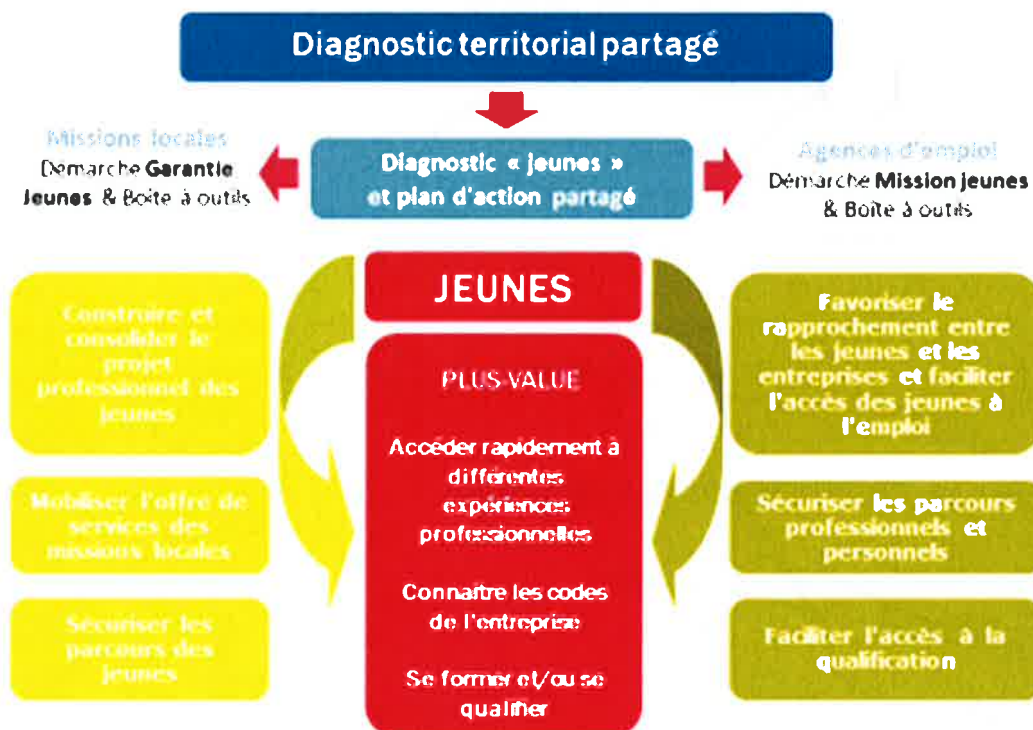 Diagnostic territorial partagé
Missions locales
Démarche Garantie
Jeunes & Boîte à outils
Diagnostic « jeunes »
et plan d'action partagé
Agences d'emploi
Démarche Mission jeunes
& Boîte à outils
Construire et
consolider le
projet
professionnel des
jeunes
Mobiliser l'offre de
services des
missions locales
Sécuriser les
parcours des
jeunes
JEUNES
PLUS-VALUE
Accéder rapidement à
différentes
expériences
professionnelles
Connaître les codes
de l'entreprise
Se former et/ou se
qualifier
Favoriser le
rapprochement entre
les jeunes et les
entreprises et faciliter
l'accès des jeunes à
l'emploi
Sécuriser les parcours
professionnels et
personnels
Faciliter l'accès à la
qualification